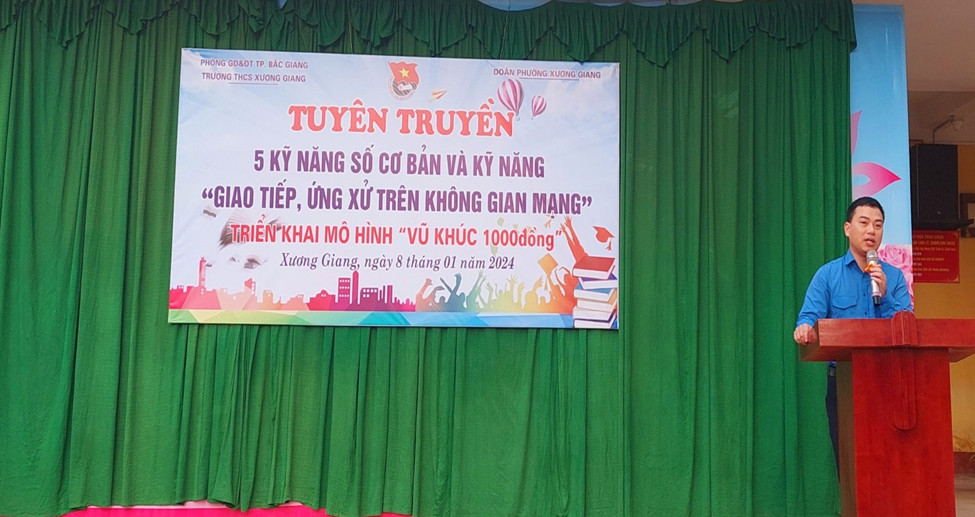 PHÒNG GD&ĐT TP. BẮC GIANG
TRƯỜNG THCS XƯƠNG GIANG
ĐOÀN PHƯỜNG XƯƠNG GIANG
TUYÊN TRUYỀN
5 KỸ NĂNG SỐ CƠ BẢN VÀ KỸ NĂNG
“GIAO TIẾP, ỨNG XỬ TRÊN KHÔNG GIAN MẠNG”
TRIỂN KHAI MÔ HÌNH “VŨ KHÚC 1000đồng”
Xương Giang, ngày 8 tháng 01 năm 2024